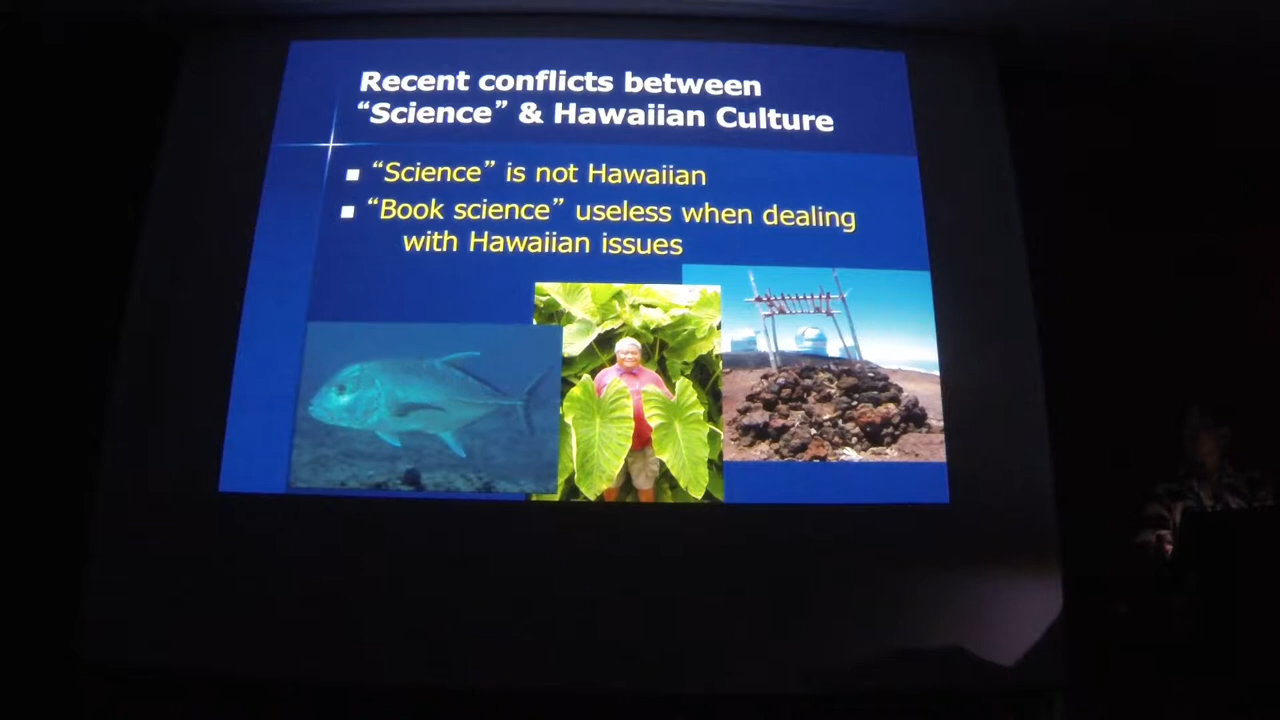 Recent conflicts between
“Science” & Hawaiian Culture
“Science” is not Hawaiian
“Book science” useless when dealing
with Hawaiian issues